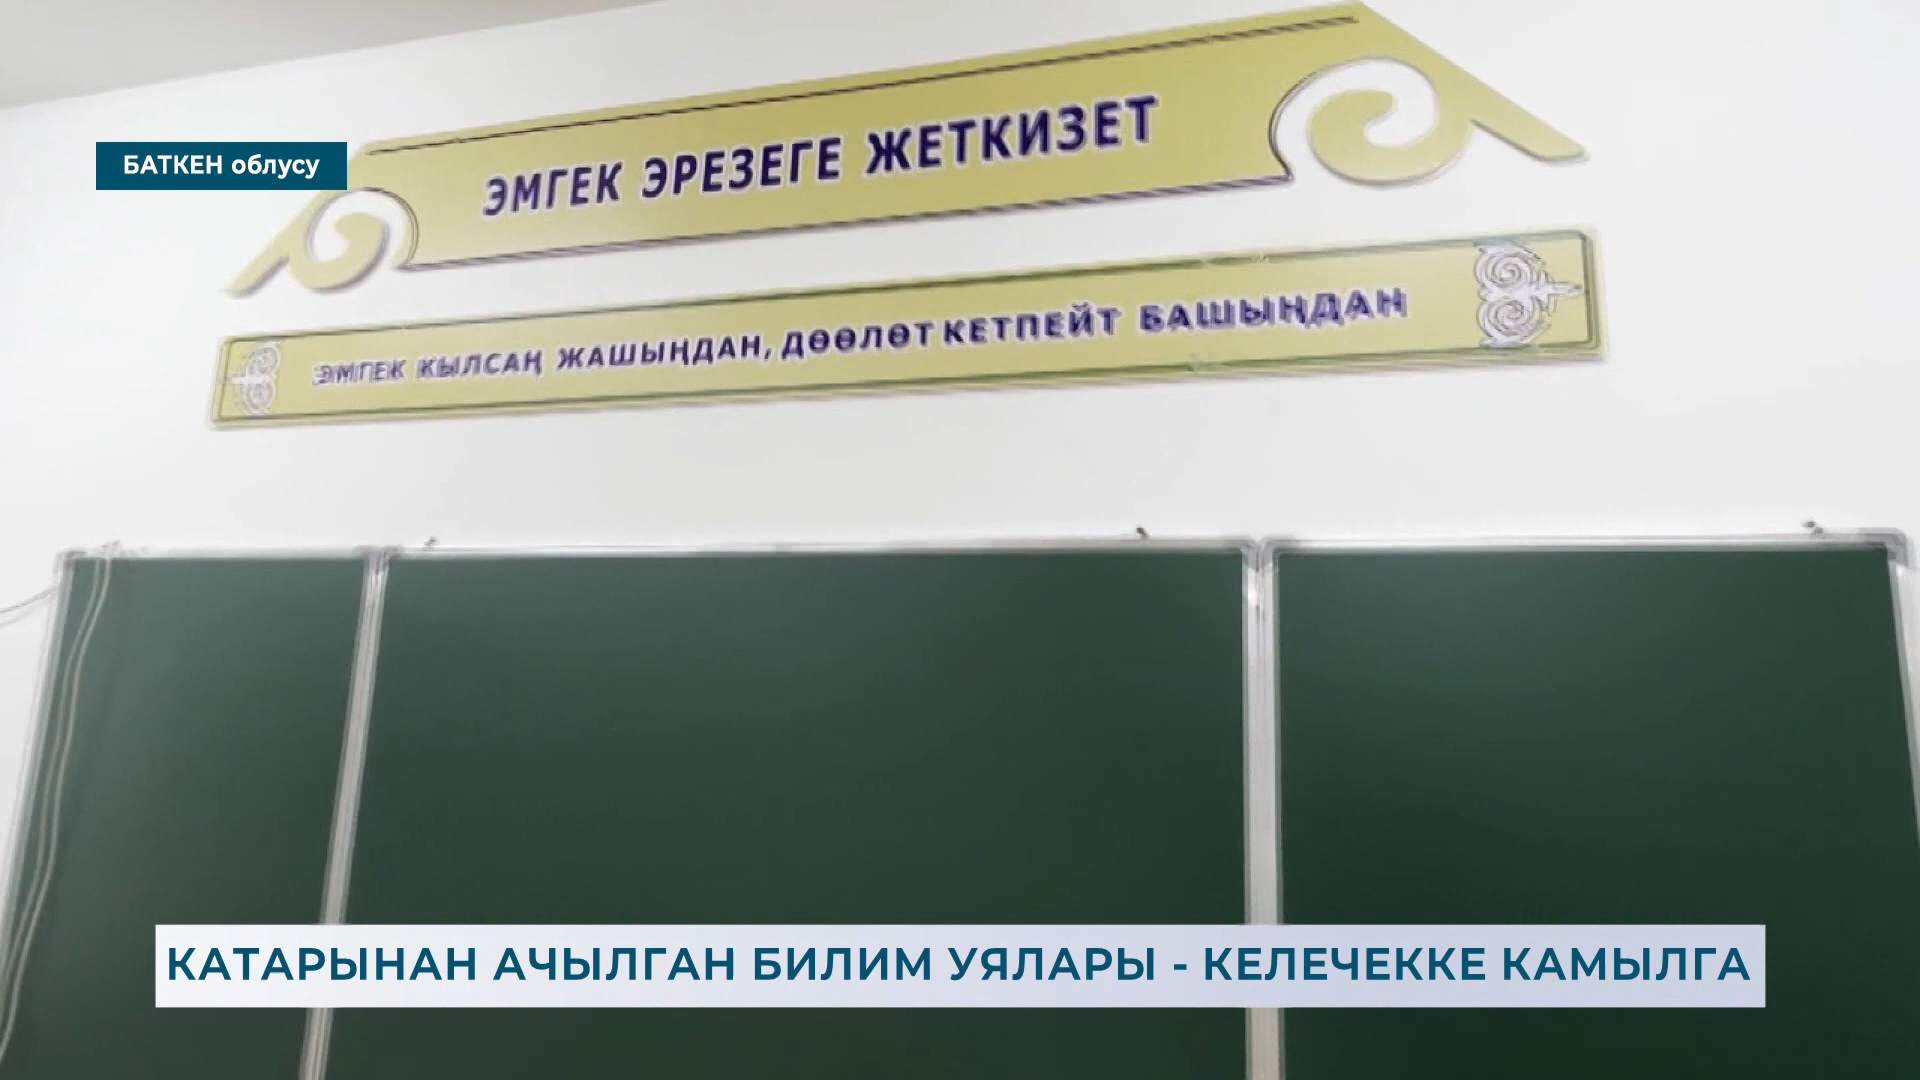 БАТКЕН облусу
ЭМГЕК ЭРЕЗЕГЕ ЖЕТКИЗЕТ
ЭМГЕК КЫЛСАҢ ЖАШЫҢДАН, ДӨӨЛӨТ КЕТПЕЙТ БАШЫҢДАН
КАТАРЫНАН АЧЫЛГАН БИЛИМ УЯЛАРЫ - КЕЛЕЧЕККЕ КАМЫЛГА